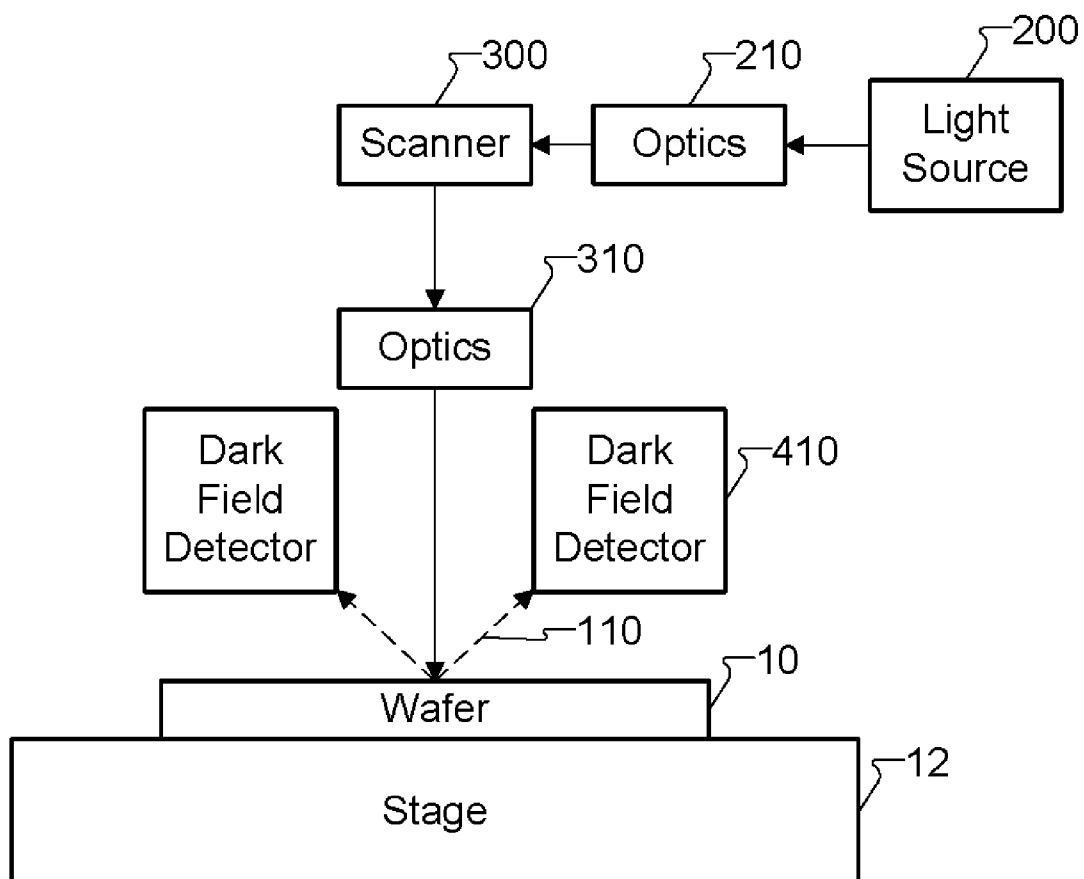 300
210
200
Scanner
Optics
Light
Source
310
Optics
Dark
Field
Detector
Dark
Field
Detector
410
110
10
Wafer
12
Stage